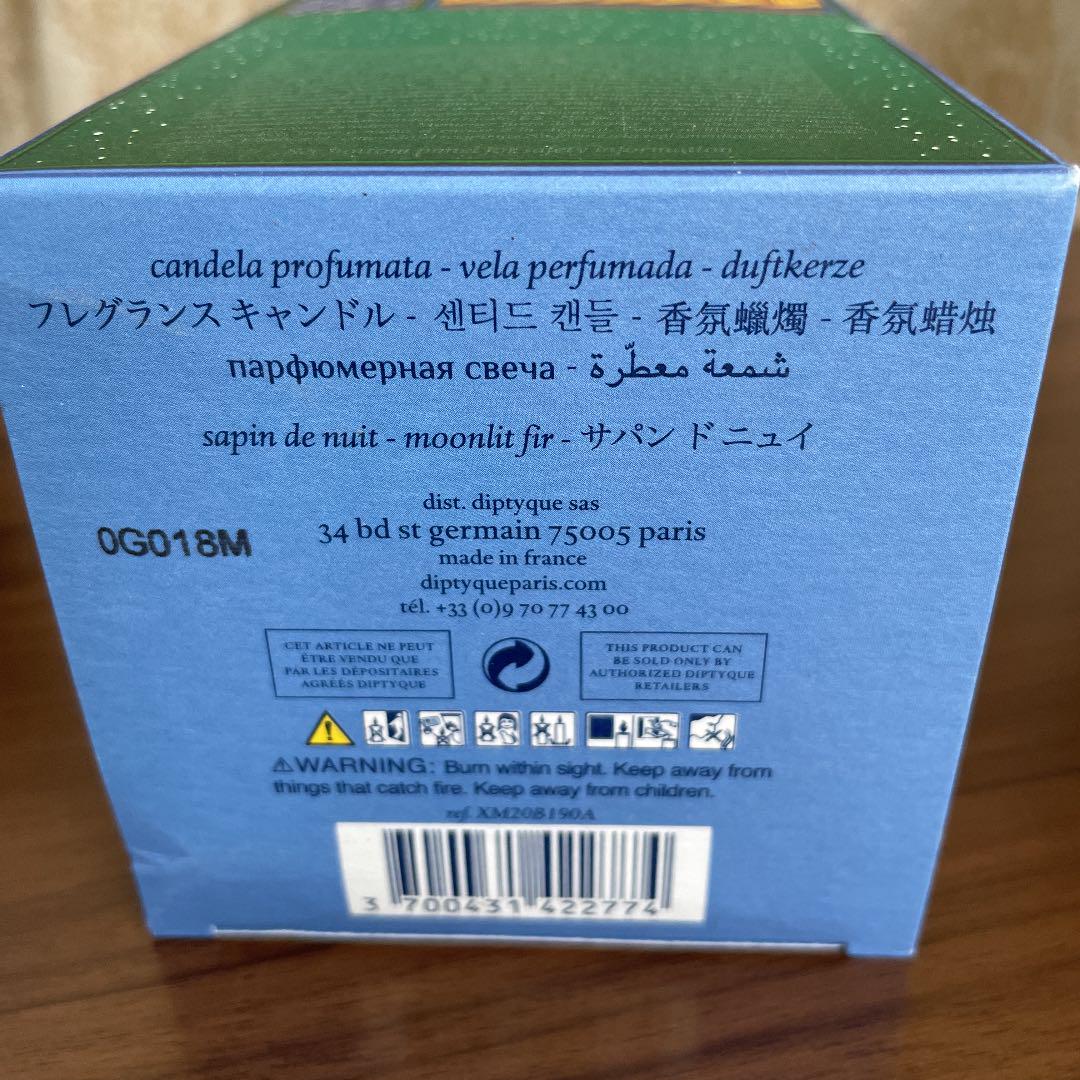 candela profumata - vela perfumada - duftkerze
フレグランス キャンドル - 센티드 캔들 - 香氛蠟燭 - 香氛蜡烛
парфюмерная свеча - شمعة معطّرة
sapin de nuit - moonlit fir - サパン ド ニュイ
dist. diptyque sas
0G018M
34 bd st germain 75005 paris
made in france
diptyqueparis.com
tél. +33 (0)9 70 77 43 00
CET ARTICLE NE PEUT
ÊTRE VENDU QUE
PAR LES DÉPOSITAIRES
AGRÉÉS DIPTYQUE
THIS PRODUCT CAN
BE SOLD ONLY BY
AUTHORIZED DIPTYQUE
RETAILERS
⚠WARNING: Burn within sight. Keep away from
things that catch fire. Keep away from children.
ref. XM20B190A
3 700431 422774